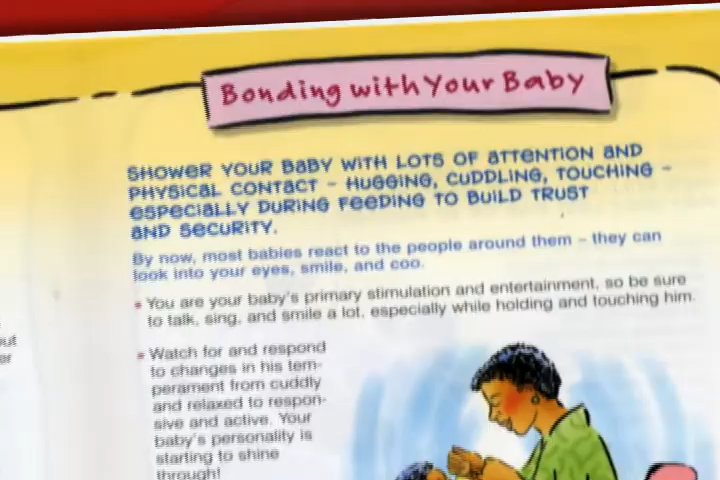 Bonding with Your Baby
SHOWER YOUR BABY WITH LOTS OF ATTENTION AND
PHYSICAL CONTACT – HUGGING, CUDDLING, TOUCHING –
ESPECIALLY DURING FEEDING TO BUILD TRUST
AND SECURITY.
By now, most babies react to the people around them – they can
look into your eyes, smile, and coo.
• You are your baby's primary stimulation and entertainment, so be sure
to talk, sing, and smile a lot, especially while holding and touching him.
• Watch for and respond
to changes in his tem-
perament from cuddly
and relaxed to respon-
sive and active. Your
baby's personality is
starting to shine
through!